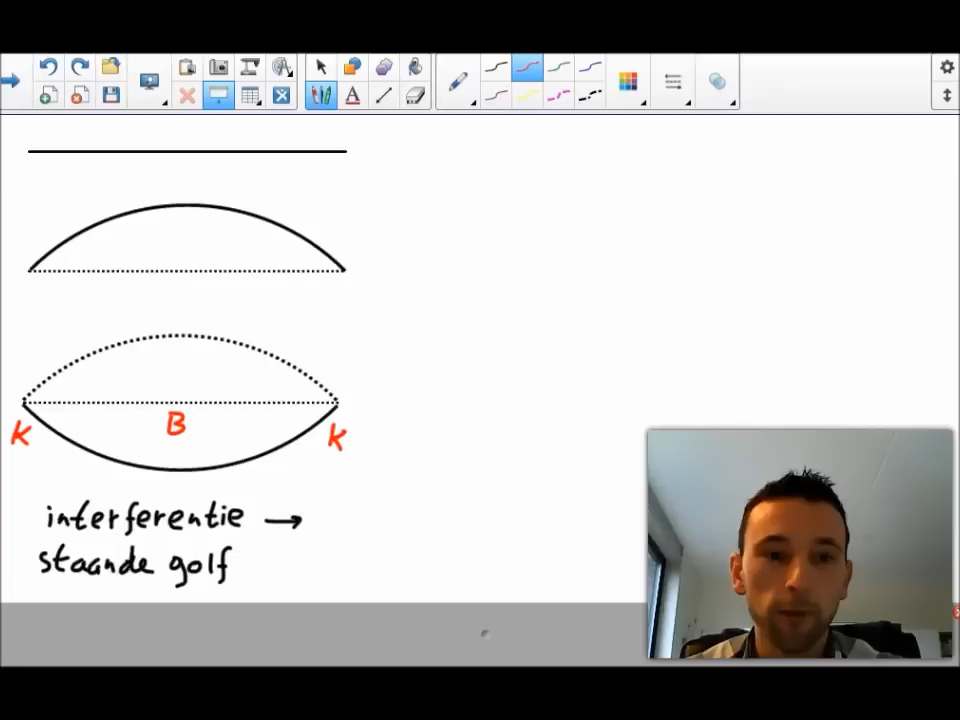 B
K K
interferentie →
staande golf